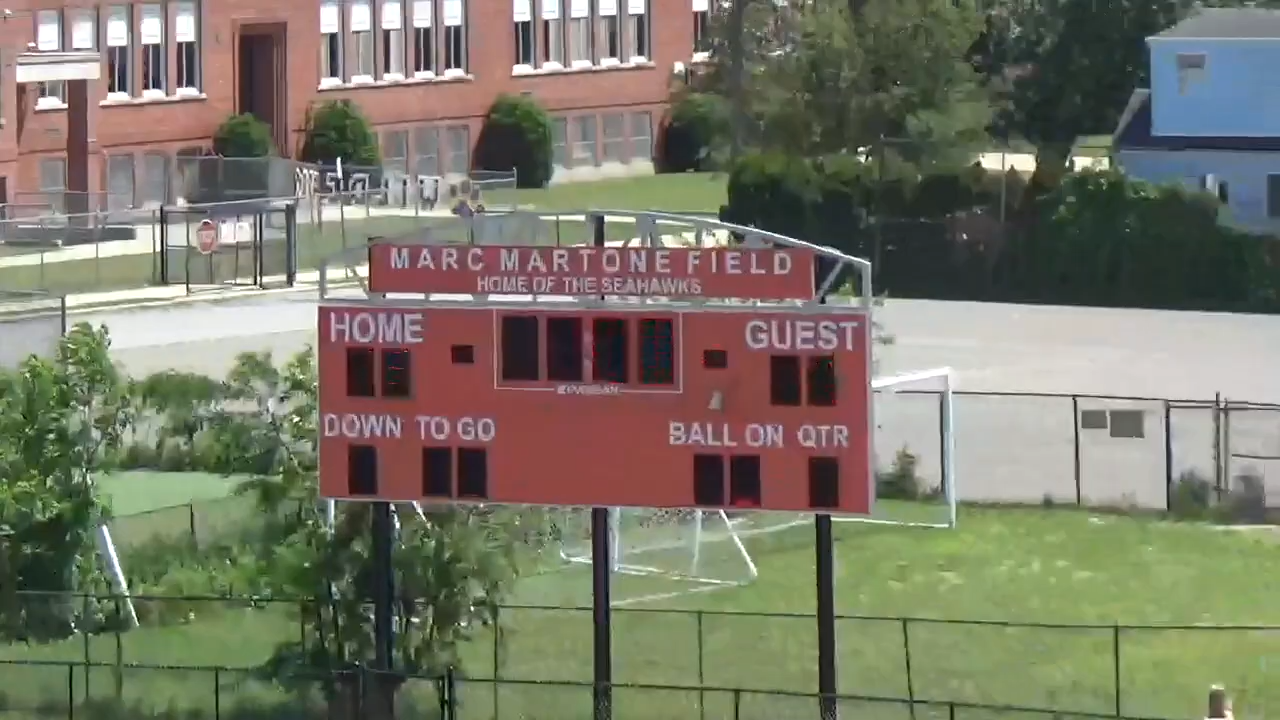 MARC MARTONE FIELD
HOME OF THE SEAHAWKS
HOME
GUEST
DOWN TO GO
BALL ON QTR